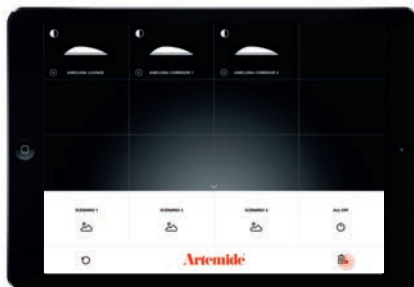 AMELUNA LOUNGE
AMELUNA CORRIDOR 1
AMELUNA CORRIDOR 2
SCENARIO 1
SCENARIO 2
SCENARIO 3
ALL OFF
Artemide